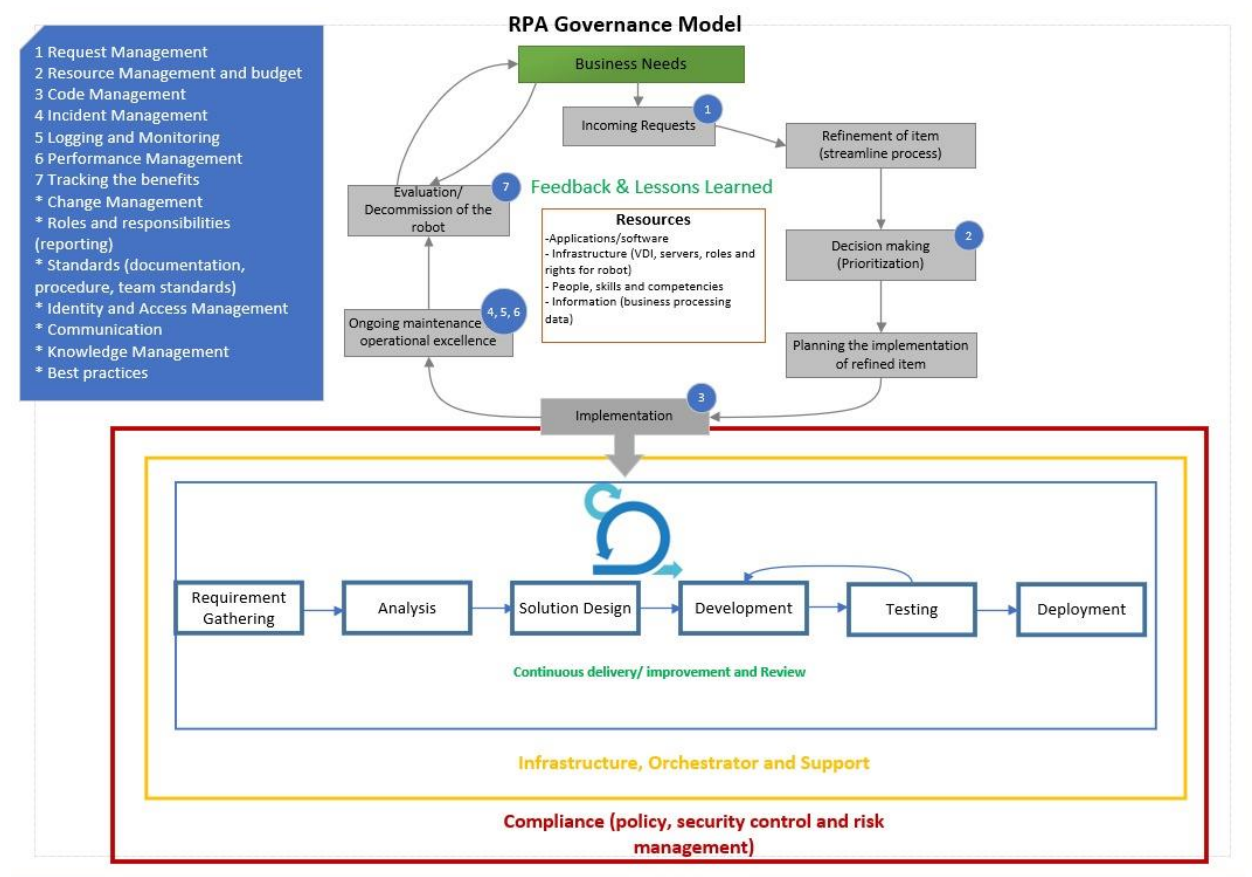 RPA Governance Model
1 Request Management
2 Resource Management and budget
3 Code Management
4 Incident Management
5 Logging and Monitoring
6 Performance Management
7 Tracking the benefits
* Change Management
* Roles and responsibilities
(reporting)
* Standards (documentation,
procedure, team standards)
* Identity and Access Management
* Communication
* Knowledge Management
* Best practices
Business Needs
Incoming Requests
1
Refinement of item
(streamline process)
Decision making
(Prioritization)
2
Planning the implementation
of refined item
Implementation
3
Ongoing maintenance
operational excellence
4, 5, 6
Evaluation/
Decommission of the
robot
7
Feedback & Lessons Learned
Resources
-Applications/software
- Infrastructure (VDI, servers, roles and
rights for robot)
- People, skills and competencies
- Information (business processing
data)
Requirement
Gathering
Analysis
Solution Design
Development
Testing
Deployment
Continuous delivery/ improvement and Review
Infrastructure, Orchestrator and Support
Compliance (policy, security control and risk
management)